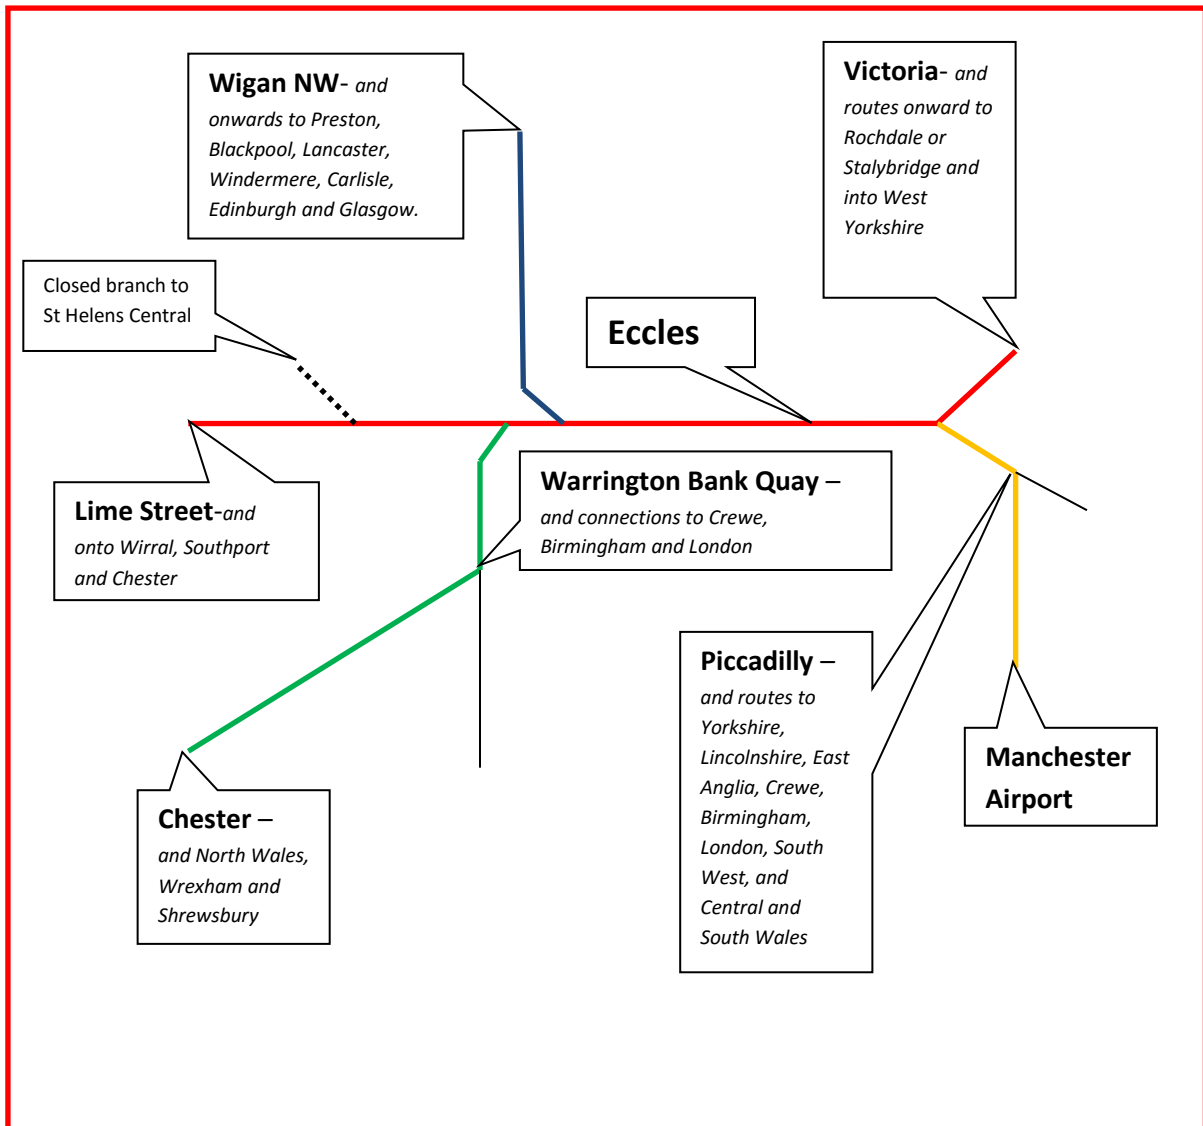 Wigan NW- and
onwards to Preston,
Blackpool, Lancaster,
Windermere, Carlisle,
Edinburgh and Glasgow.
Victoria- and
routes onward to
Rochdale or
Stalybridge and
into West
Yorkshire
Closed branch to
St Helens Central
Eccles
Lime Street-and
onto Wirral, Southport
and Chester
Warrington Bank Quay –
and connections to Crewe,
Birmingham and London
Piccadilly –
and routes to
Yorkshire,
Lincolnshire, East
Anglia, Crewe,
Birmingham,
London, South
West, and
Central and
South Wales
Manchester
Airport
Chester –
and North Wales,
Wrexham and
Shrewsbury